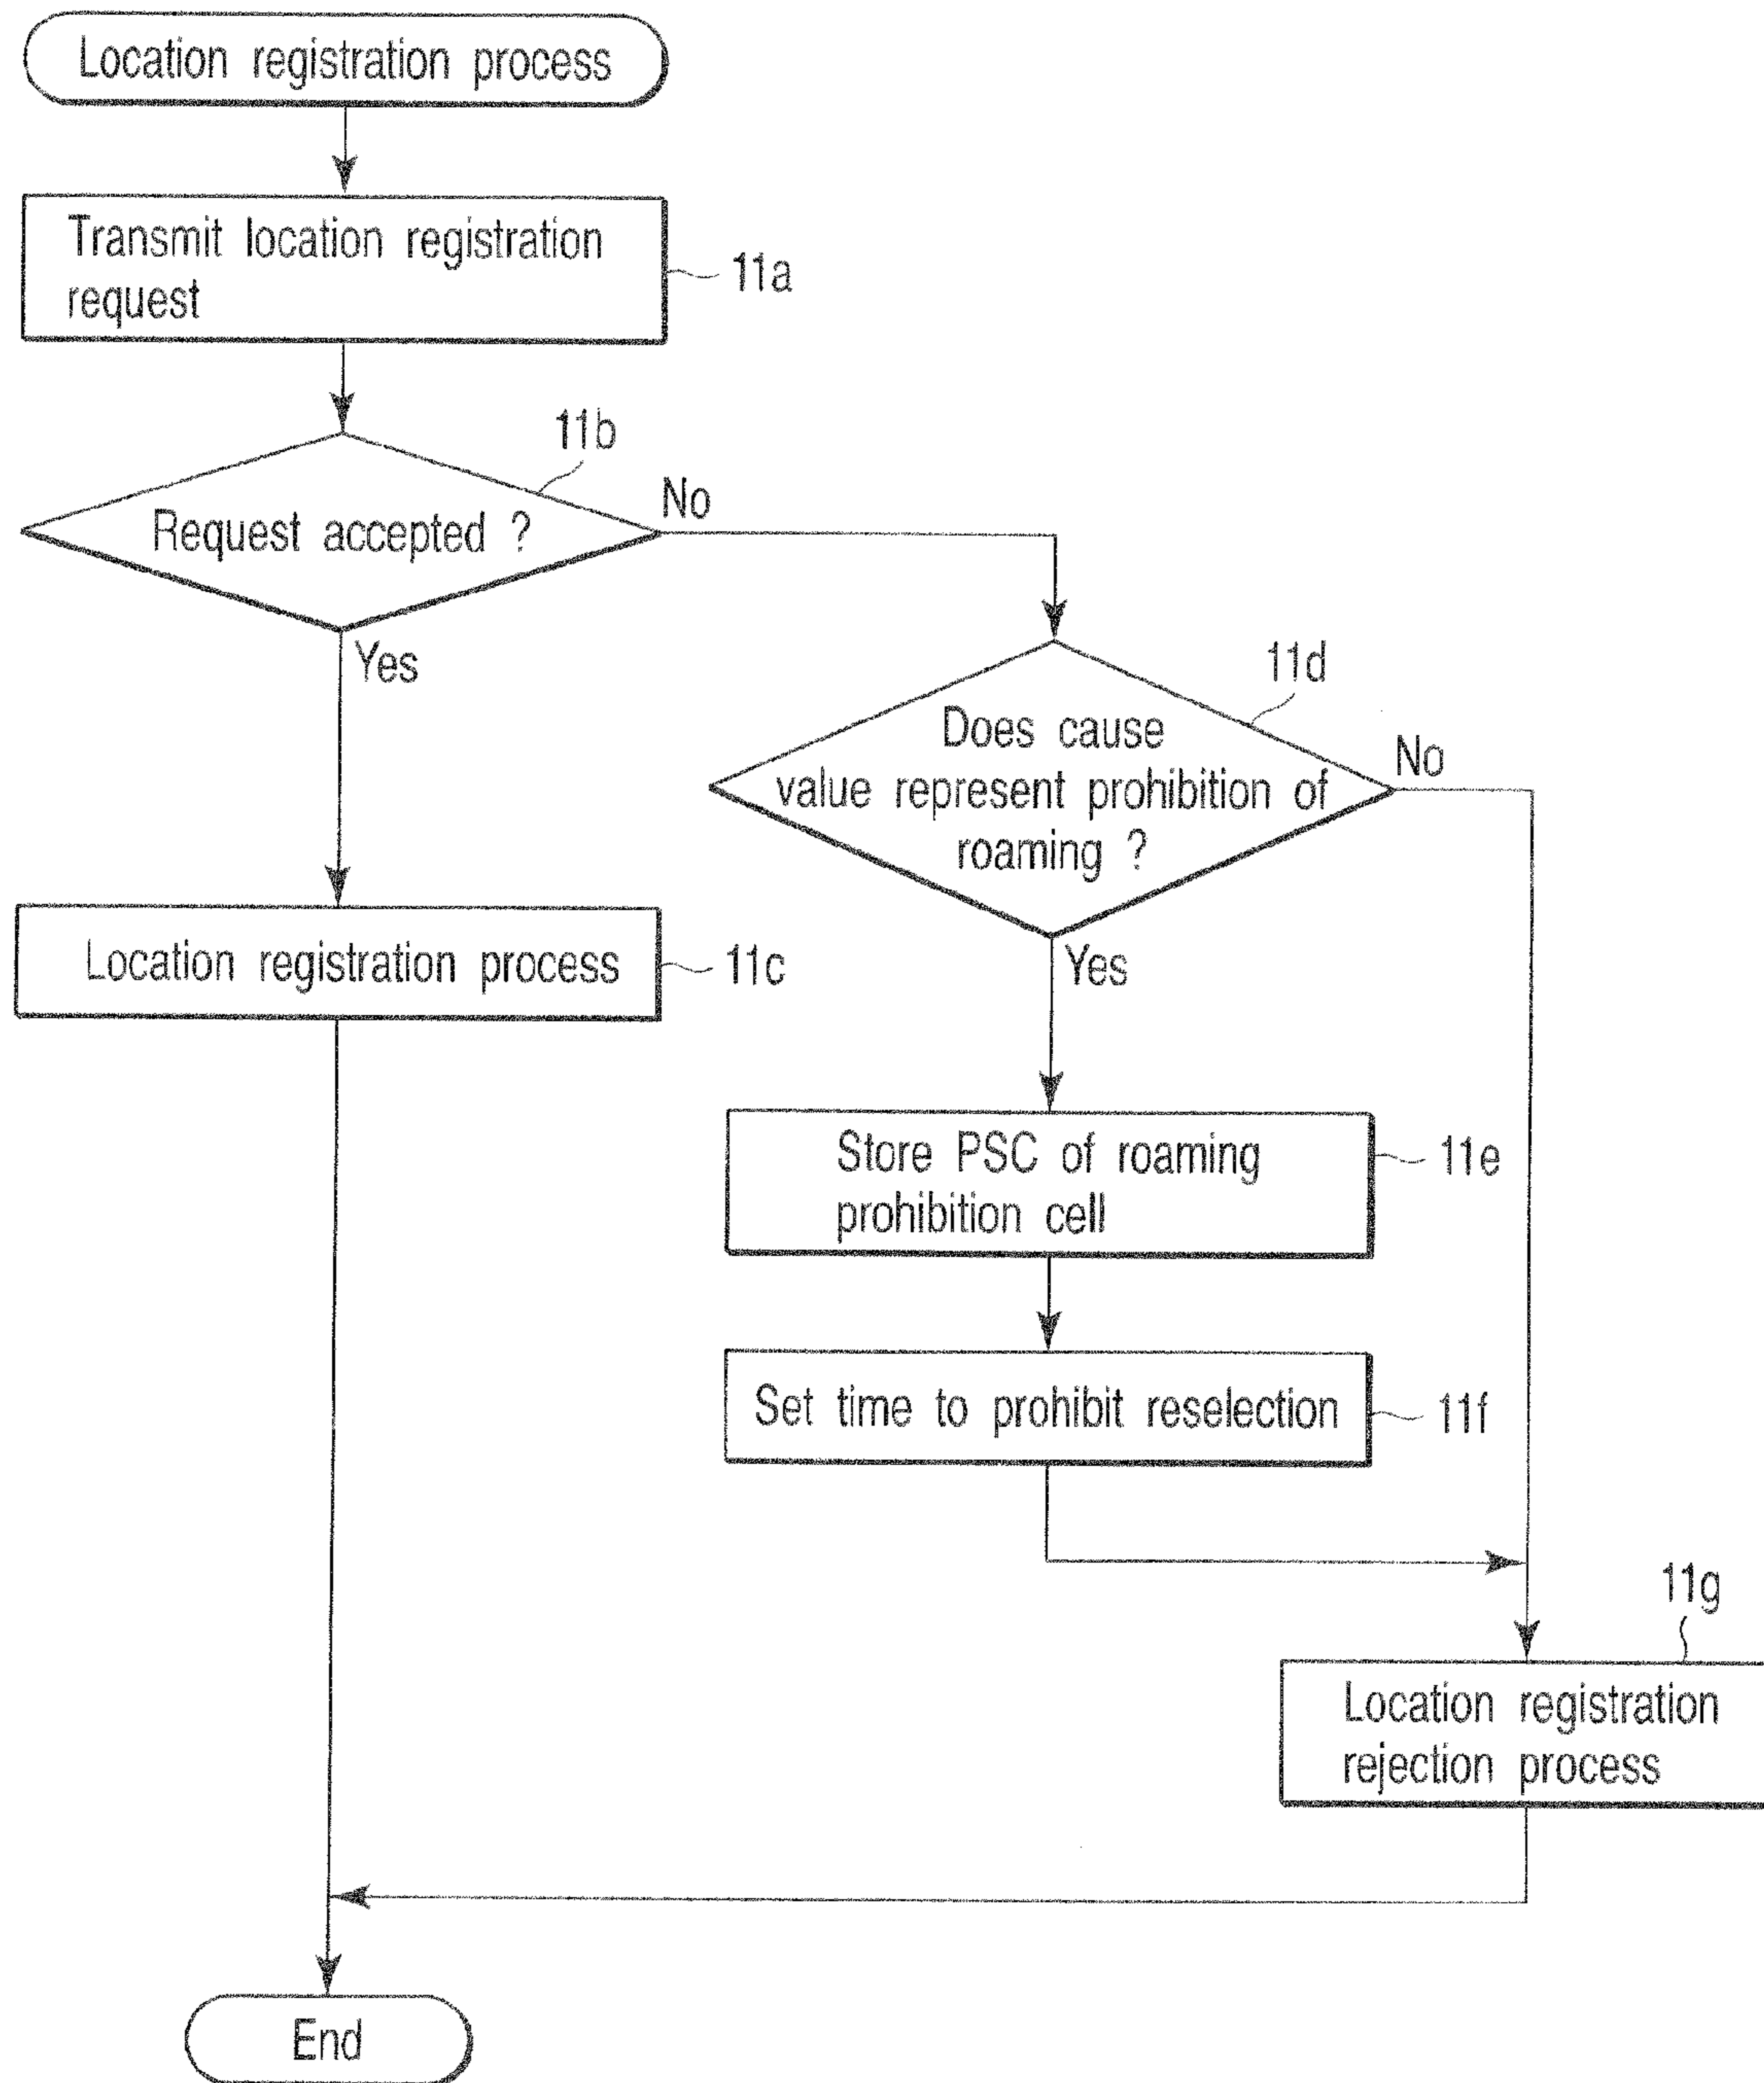 Location registration process
Transmit location registration
request
11a
11b
Request accepted ?
No
Yes
11d
Does cause
value represent prohibition of
roaming ?
No
Yes
Location registration process
11c
Store PSC of roaming
prohibition cell
11e
Set time to prohibit reselection
11f
11g
Location registration
rejection process
End